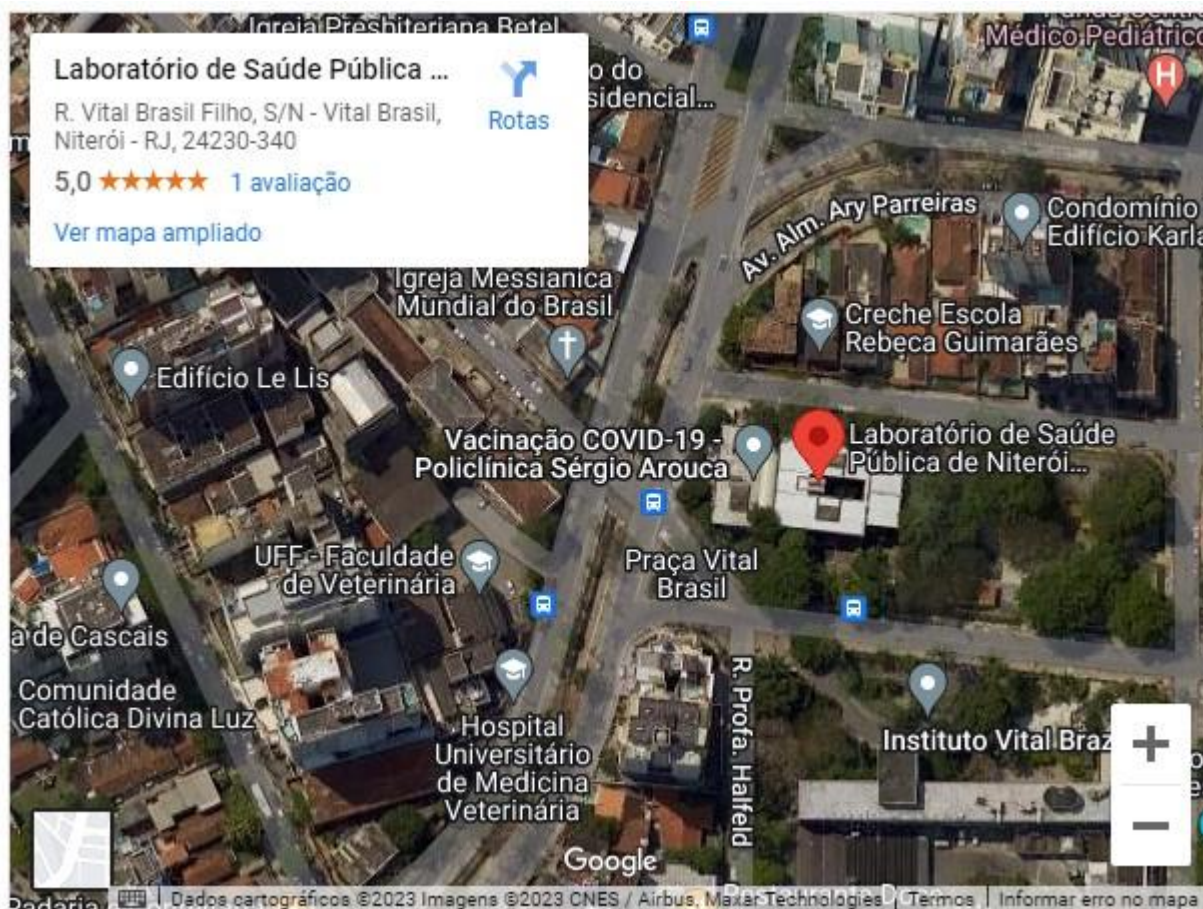 Igreja Presbiteriana Betel
Médico Pediátrico
Laboratório de Saúde Pública ...
R. Vital Brasil Filho, S/N - Vital Brasil,
Niterói - RJ, 24230-340
5,0 ★★★★★ 1 avaliação
Ver mapa ampliado
Rotas
o do
sidencial...
H
Av. Alm. Ary Parreiras
Condomínio
Edifício Karla
Igreja Messianica
Mundial do Brasil
Creche Escola
Rebeca Guimarães
Edifício Le Lis
Vacinação COVID-19 -
Policlínica Sérgio Arouca
Laboratório de Saúde
Pública de Niterói...
UFF - Faculdade
de Veterinária
Praça Vital
Brasil
a de Cascais
Comunidade
Católica Divina Luz
Hospital
Universitário
de Medicina
Veterinária
R. Profa. Halfeld
Instituto Vital Braz
+
−
Google
Padaria
Dados cartográficos ©2023 Imagens ©2023 CNES / Airbus, Maxar Technologies
Termos
Informar erro no mapa